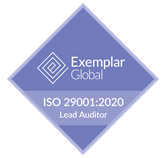 Exemplar
Global
ISO 29001:2020
Lead Auditor